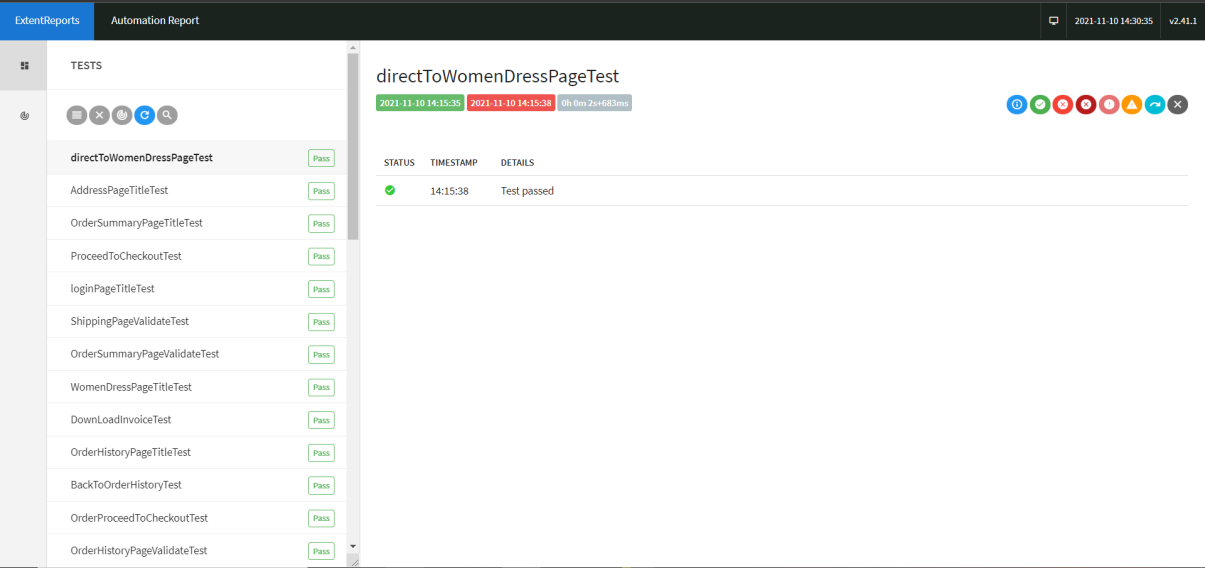 ExtentReports Automation Report 2021-11-10 14:30:35 v2.41.1
TESTS
directToWomenDressPageTest Pass
AddressPageTitleTest Pass
OrderSummaryPageTitleTest Pass
ProceedToCheckoutTest Pass
loginPageTitleTest Pass
ShippingPageValidateTest Pass
OrderSummaryPageValidateTest Pass
WomenDressPageTitleTest Pass
DownLoadInvoiceTest Pass
OrderHistoryPageTitleTest Pass
BackToOrderHistoryTest Pass
OrderProceedToCheckoutTest Pass
OrderHistoryPageValidateTest Pass
directToWomenDressPageTest
2021-11-10 14:15:35 2021-11-10 14:15:38 0h 0m 2s+683ms
STATUS TIMESTAMP DETAILS
14:15:38 Test passed